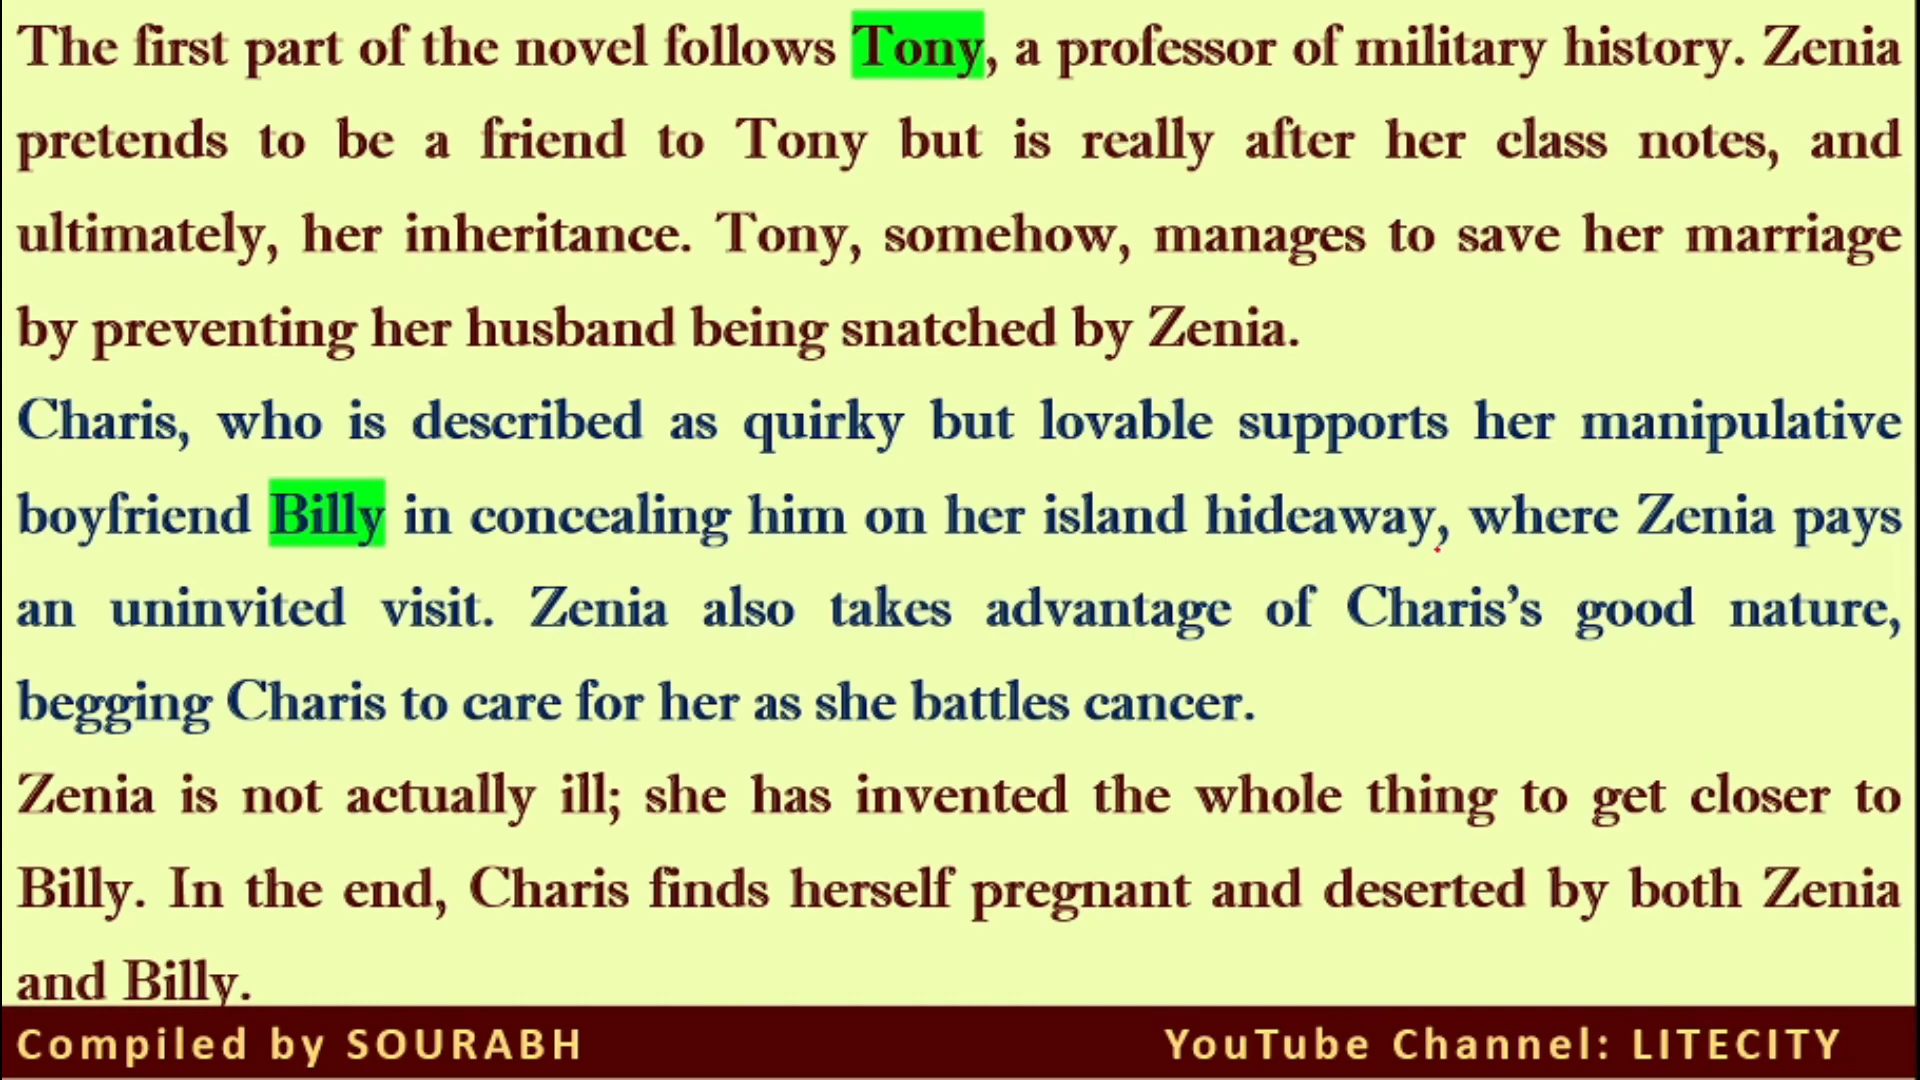 The first part of the novel follows Tony, a professor of military history. Zenia
pretends to be a friend to Tony but is really after her class notes, and
ultimately, her inheritance. Tony, somehow, manages to save her marriage
by preventing her husband being snatched by Zenia.
Charis, who is described as quirky but lovable supports her manipulative
boyfriend Billy in concealing him on her island hideaway, where Zenia pays
an uninvited visit. Zenia also takes advantage of Charis’s good nature,
begging Charis to care for her as she battles cancer.
Zenia is not actually ill; she has invented the whole thing to get closer to
Billy. In the end, Charis finds herself pregnant and deserted by both Zenia
and Billy.
Compiled by SOURABH YouTube Channel: LITECITY